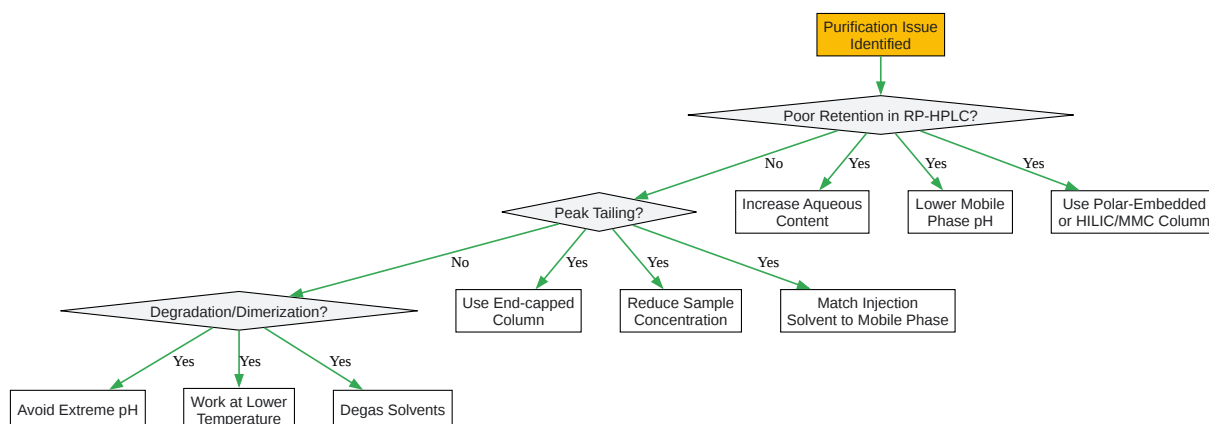 Purification Issue
Identified
Poor Retention in RP-HPLC?
No
Yes
Yes
Yes
Peak Tailing?
Increase Aqueous
Content
Lower Mobile
Phase pH
Use Polar-Embedded
or HILIC/MMC Column
No
Yes
Yes
Yes
Degradation/Dimerization?
Use End-capped
Column
Reduce Sample
Concentration
Match Injection
Solvent to Mobile Phase
Yes
Yes
Yes
Avoid Extreme pH
Work at Lower
Temperature
Degas Solvents